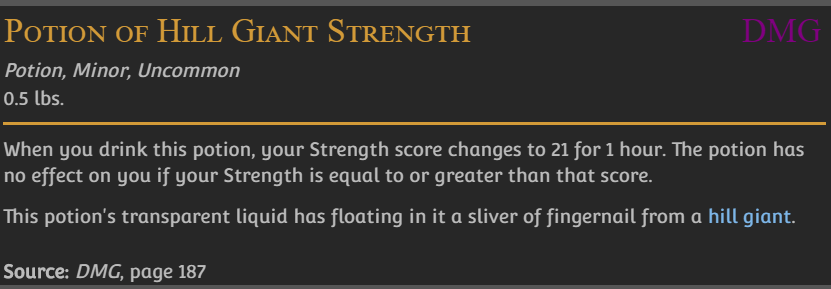 Potion of Hill Giant Strength DMG
Potion, Minor, Uncommon
0.5 lbs.
When you drink this potion, your Strength score changes to 21 for 1 hour. The potion has
no effect on you if your Strength is equal to or greater than that score.
This potion's transparent liquid has floating in it a sliver of fingernail from a hill giant.
Source: DMG, page 187